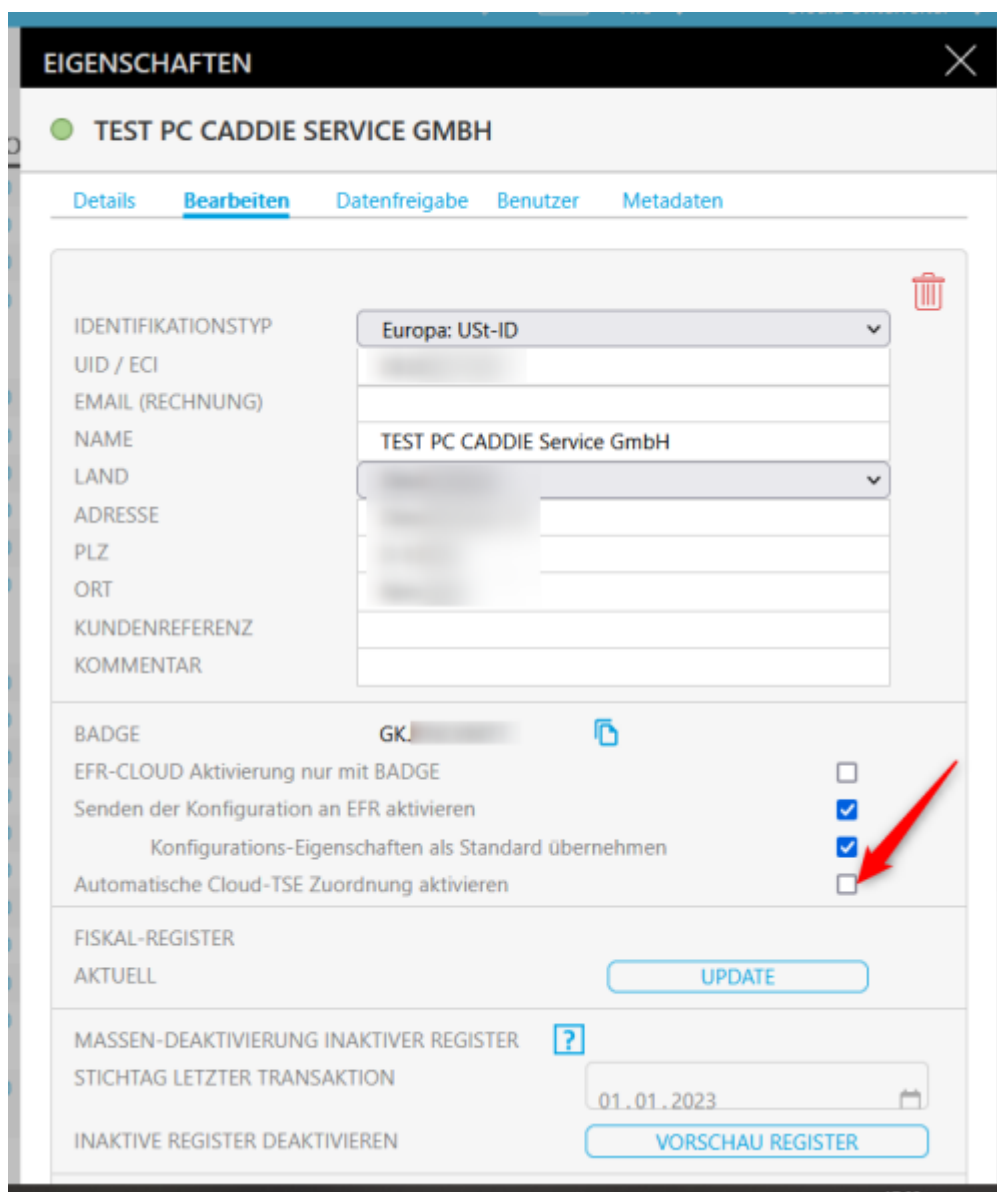 EIGENSCHAFTEN
TEST PC CADDIE SERVICE GMBH
Details Bearbeiten Datenfreigabe Benutzer Metadaten
IDENTIFIKATIONSTYP Europa: USt-ID
UID / ECI
EMAIL (RECHNUNG)
NAME TEST PC CADDIE Service GmbH
LAND
ADRESSE
PLZ
ORT
KUNDENREFERENZ
KOMMENTAR
BADGE GK.
EFR-CLOUD Aktivierung nur mit BADGE
Senden der Konfiguration an EFR aktivieren
Konfigurations-Eigenschaften als Standard übernehmen
Automatische Cloud-TSE Zuordnung aktivieren
FISKAL-REGISTER
AKTUELL UPDATE
MASSEN-DEAKTIVIERUNG INAKTIVER REGISTER ?
STICHTAG LETZTER TRANSAKTION 01.01.2023
INAKTIVE REGISTER DEAKTIVIEREN VORSCHAU REGISTER